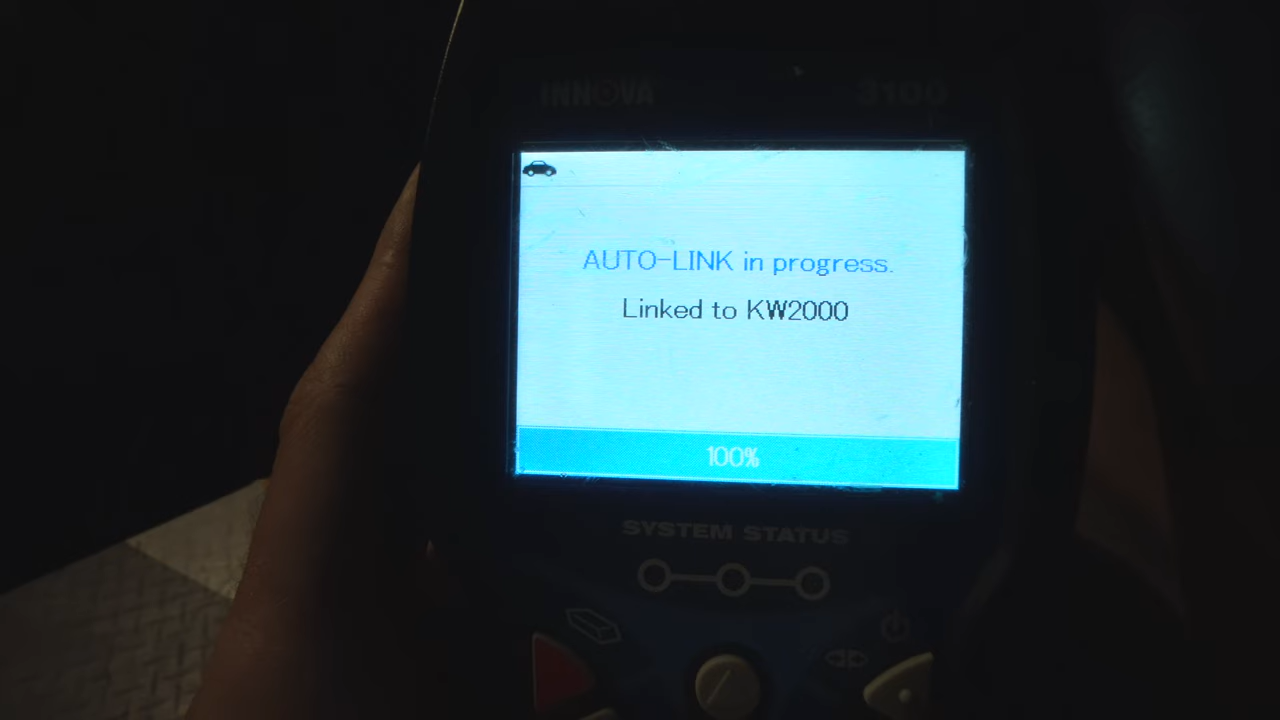 INNOVA 3100
AUTO-LINK in progress.
Linked to KW2000
100%
SYSTEM STATUS